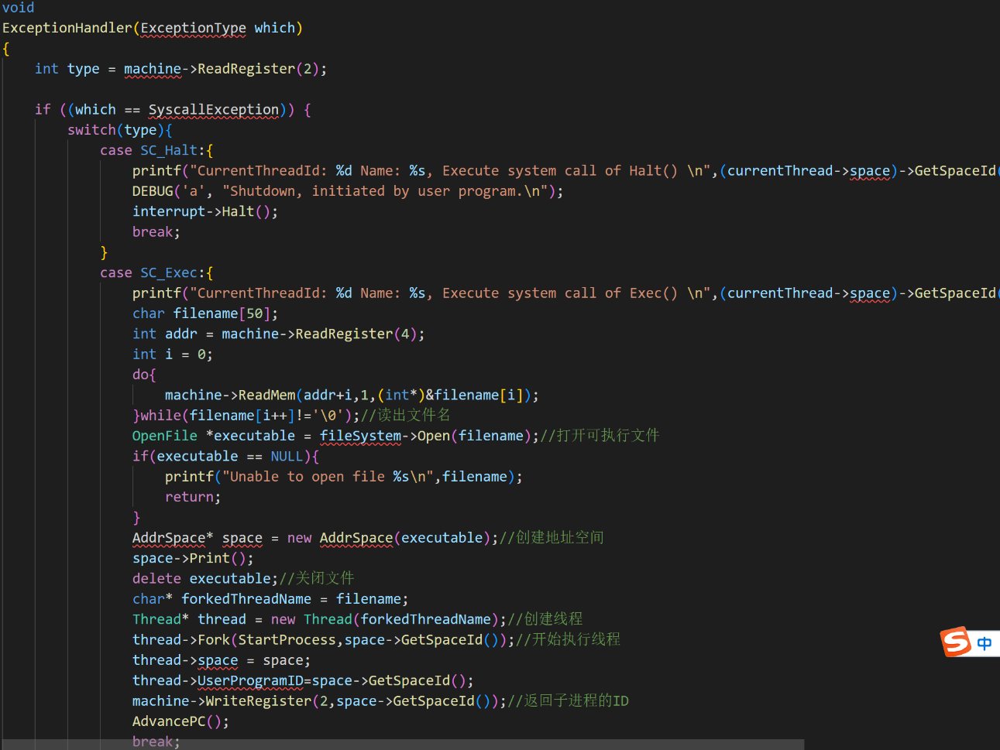 void
ExceptionHandler(ExceptionType which)
{
    int type = machine->ReadRegister(2);

    if ((which == SyscallException)) {
        switch(type){
            case SC_Halt:{
                printf("CurrentThreadId: %d Name: %s, Execute system call of Halt() \n",(currentThread->space)->GetSpaceId(
                DEBUG('a', "Shutdown, initiated by user program.\n");
                interrupt->Halt();
                break;
            }
            case SC_Exec:{
                printf("CurrentThreadId: %d Name: %s, Execute system call of Exec() \n",(currentThread->space)->GetSpaceId(
                char filename[50];
                int addr = machine->ReadRegister(4);
                int i = 0;
                do{
                    machine->ReadMem(addr+i,1,(int*)&filename[i]);
                }while(filename[i++]!='\0');//读出文件名
                OpenFile *executable = fileSystem->Open(filename);//打开可执行文件
                if(executable == NULL){
                    printf("Unable to open file %s\n",filename);
                    return;
                }
                AddrSpace* space = new AddrSpace(executable);//创建地址空间
                space->Print();
                delete executable;//关闭文件
                char* forkedThreadName = filename;
                Thread* thread = new Thread(forkedThreadName);//创建线程
                thread->Fork(StartProcess,space->GetSpaceId());//开始执行线程
                thread->space = space;
                thread->UserProgramID=space->GetSpaceId();
                machine->WriteRegister(2,space->GetSpaceId());//返回子进程的ID
                AdvancePC();
                break;
S 中